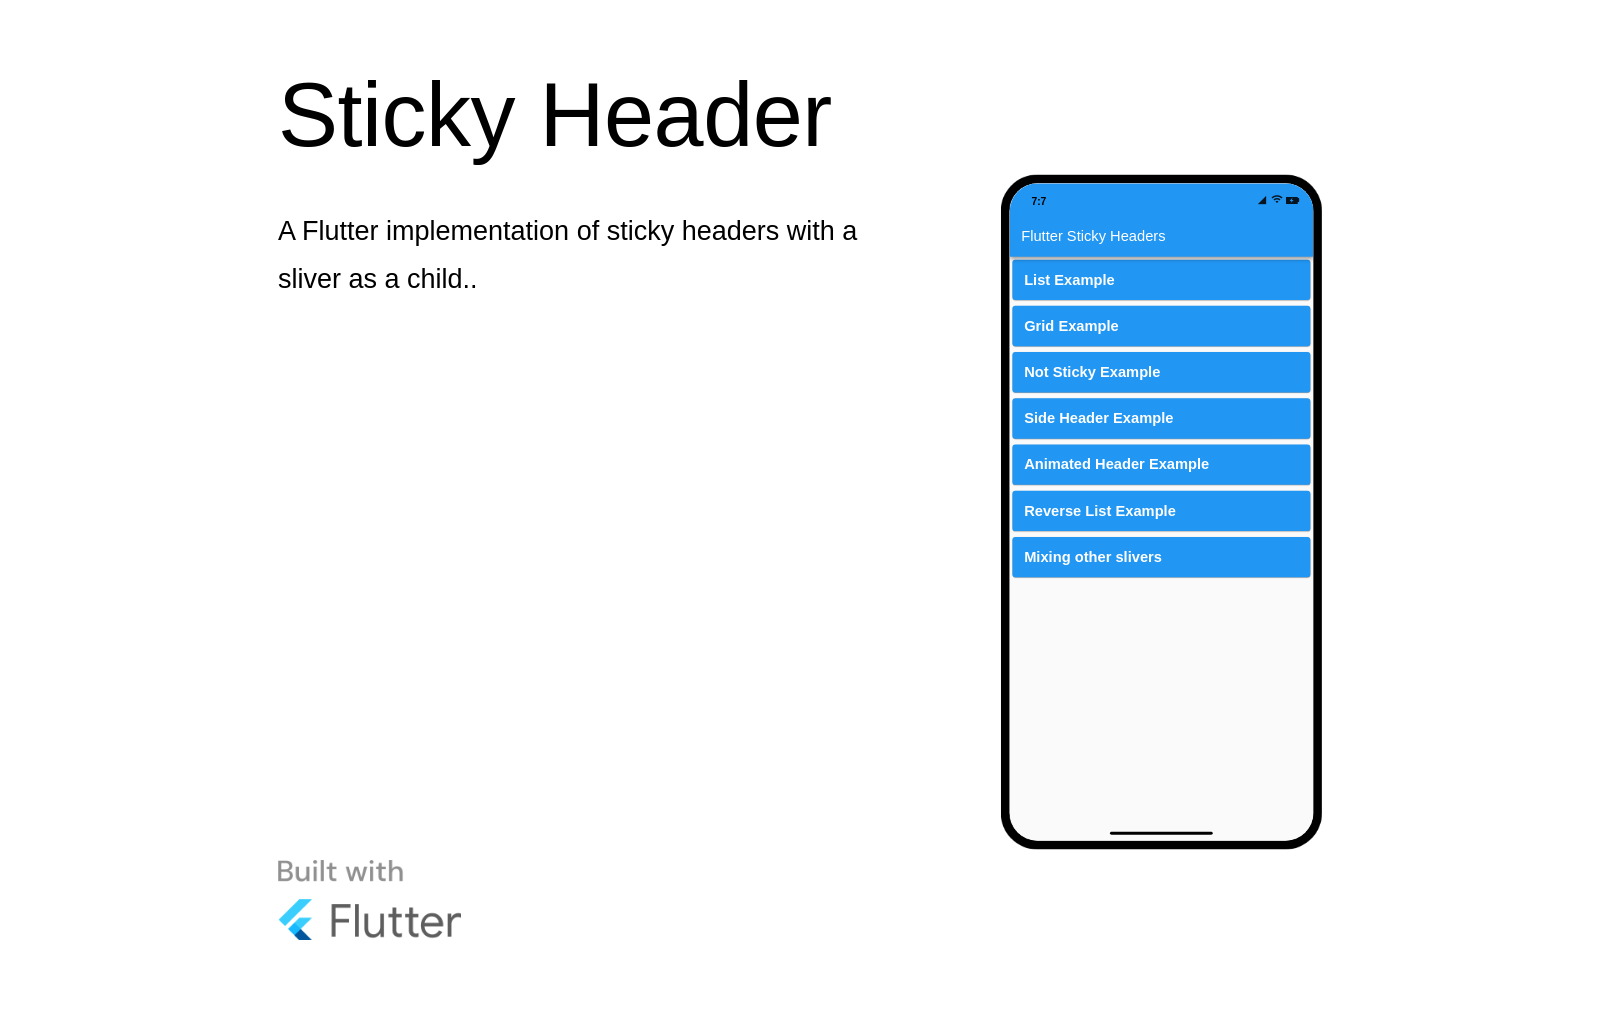 Sticky Header
A Flutter implementation of sticky headers with a
sliver as a child..
7:7
Flutter Sticky Headers
List Example
Grid Example
Not Sticky Example
Side Header Example
Animated Header Example
Reverse List Example
Mixing other slivers
Built with
Flutter